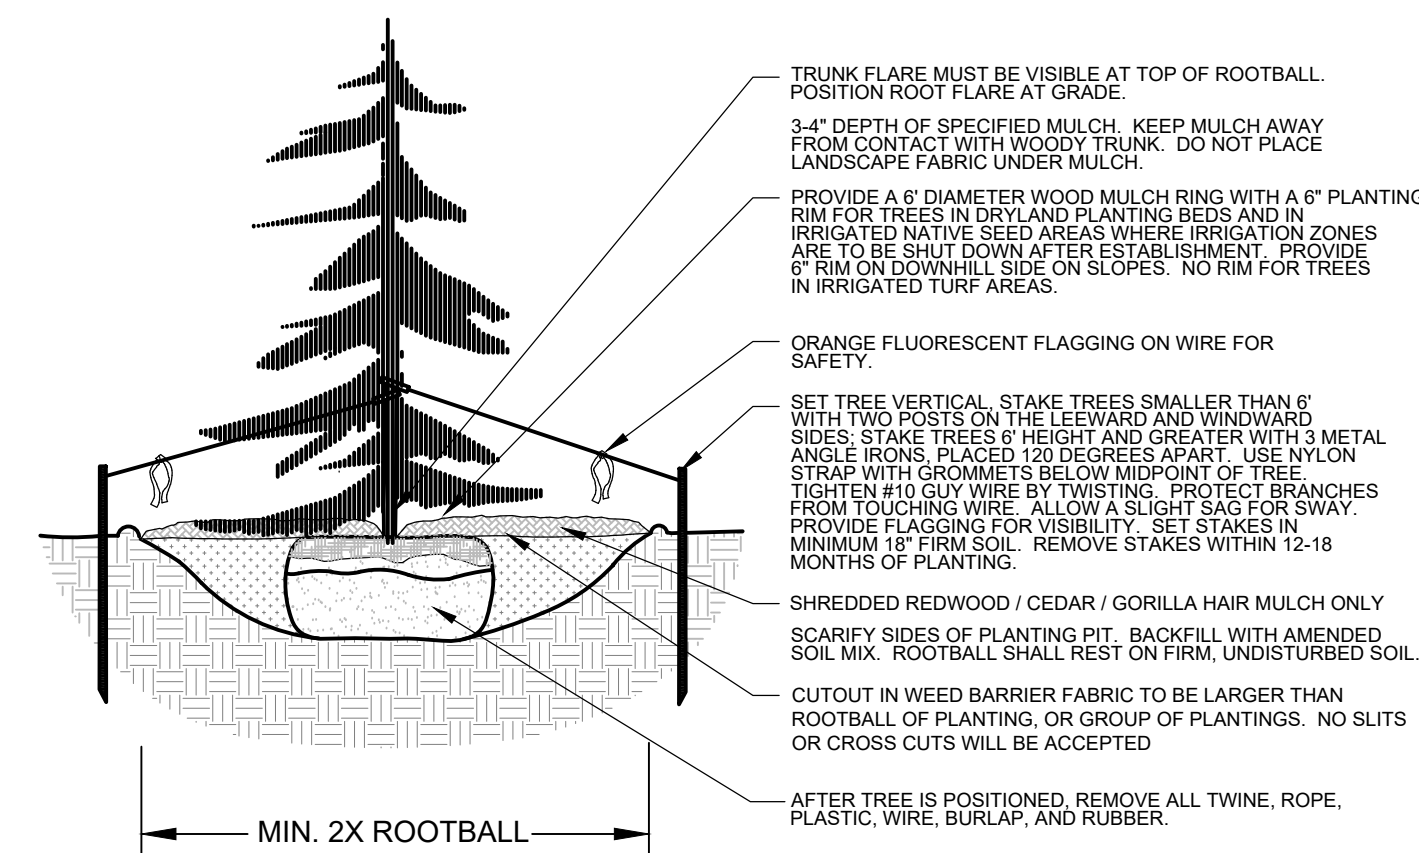 TRUNK FLARE MUST BE VISIBLE AT TOP OF ROOTBALL.
POSITION ROOT FLARE AT GRADE.
3-4" DEPTH OF SPECIFIED MULCH. KEEP MULCH AWAY
FROM CONTACT WITH WOODY TRUNK. DO NOT PLACE
LANDSCAPE FABRIC UNDER MULCH.
PROVIDE A 6' DIAMETER WOOD MULCH RING WITH A 6" PLANTING
RIM FOR TREES IN DRYLAND PLANTING BEDS AND IN
IRRIGATED NATIVE SEED AREAS WHERE IRRIGATION ZONES
ARE TO BE SHUT DOWN AFTER ESTABLISHMENT. PROVIDE
6" RIM ON DOWNHILL SIDE ON SLOPES. NO RIM FOR TREES
IN IRRIGATED TURF AREAS.
ORANGE FLUORESCENT FLAGGING ON WIRE FOR
SAFETY.
SET TREE VERTICAL, STAKE TREES SMALLER THAN 6'
WITH TWO POSTS ON THE LEEWARD AND WINDWARD
SIDES; STAKE TREES 6' HEIGHT AND GREATER WITH 3 METAL
ANGLE IRONS, PLACED 120 DEGREES APART. USE NYLON
STRAP WITH GROMMETS BELOW MIDPOINT OF TREE.
TIGHTEN #10 GUY WIRE BY TWISTING. PROTECT BRANCHES
FROM TOUCHING WIRE. ALLOW A SLIGHT SAG FOR SWAY.
PROVIDE FLAGGING FOR VISIBILITY. SET STAKES IN
MINIMUM 18" FIRM SOIL. REMOVE STAKES WITHIN 12-18
MONTHS OF PLANTING.
SHREDDED REDWOOD / CEDAR / GORILLA HAIR MULCH ONLY
SCARIFY SIDES OF PLANTING PIT. BACKFILL WITH AMENDED
SOIL MIX. ROOTBALL SHALL REST ON FIRM, UNDISTURBED SOIL.
CUTOUT IN WEED BARRIER FABRIC TO BE LARGER THAN
ROOTBALL OF PLANTING, OR GROUP OF PLANTINGS. NO SLITS
OR CROSS CUTS WILL BE ACCEPTED
AFTER TREE IS POSITIONED, REMOVE ALL TWINE, ROPE,
PLASTIC, WIRE, BURLAP, AND RUBBER.
MIN. 2X ROOTBALL